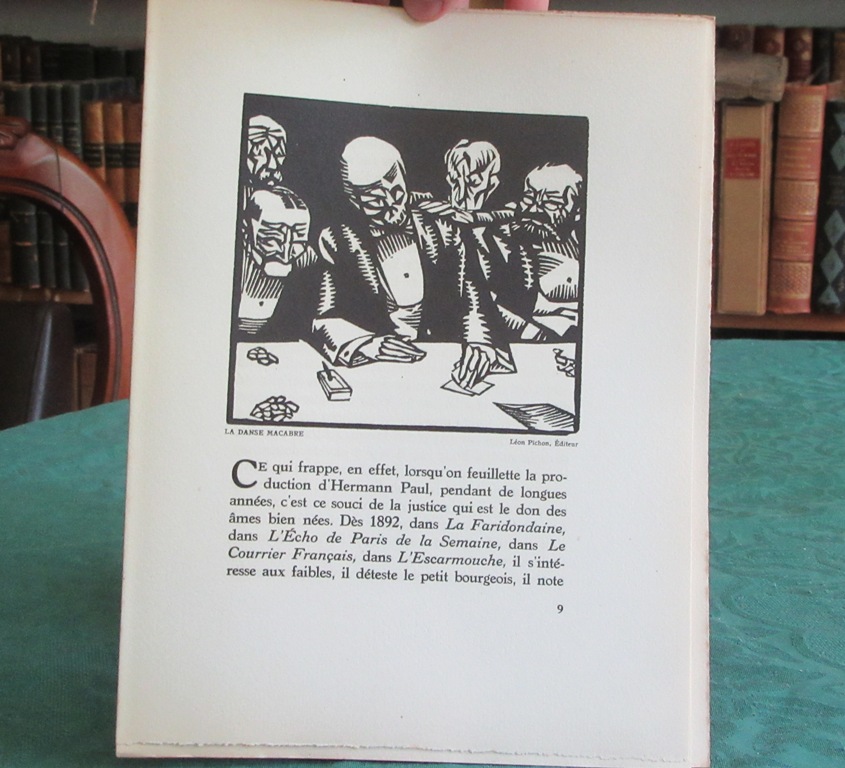 LA DANSE MACABRE
Léon Pichon, Éditeur
CE qui frappe, en effet, lorsqu'on feuillette la pro-
duction d'Hermann Paul, pendant de longues
années, c'est ce souci de la justice qui est le don des
âmes bien nées. Dès 1892, dans La Faridondaine,
dans L'Écho de Paris de la Semaine, dans Le
Courrier Français, dans L'Escarmouche, il s'inté-
resse aux faibles, il déteste le petit bourgeois, il note
9